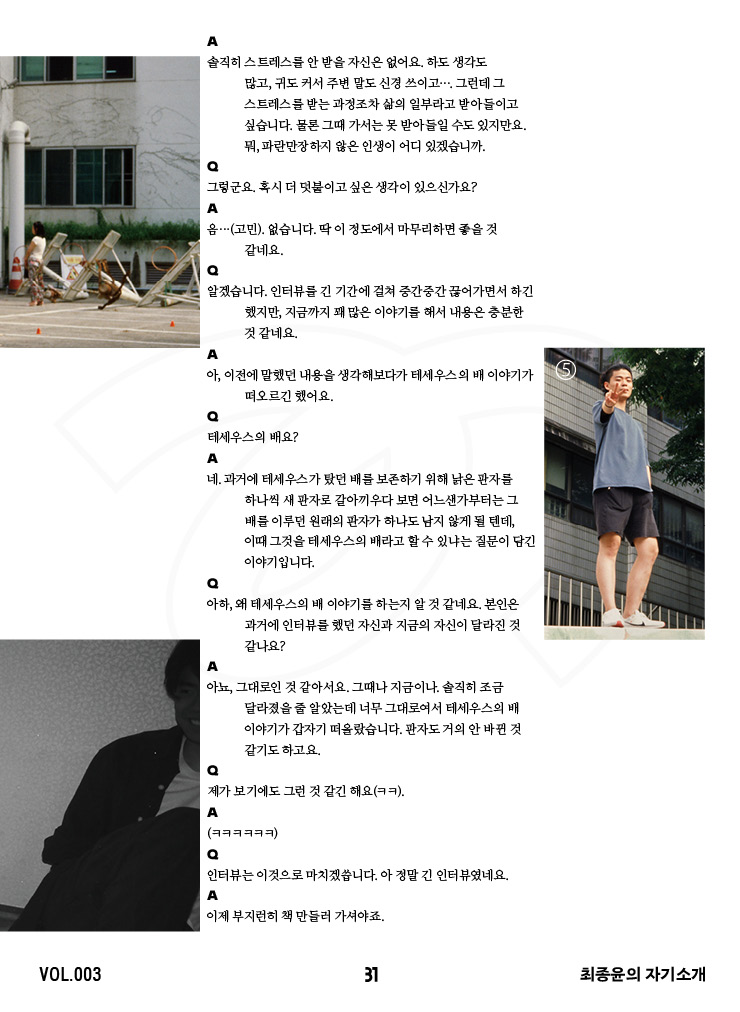 A
솔직히 스트레스를 안 받을 자신은 없어요. 하도 생각도
많고, 귀도 커서 주변 말도 신경 쓰이고…. 그런데 그
스트레스를 받는 과정조차 삶의 일부라고 받아들이고
싶습니다. 물론 그때 가서는 못 받아들일 수도 있지만요.
뭐, 파란만장하지 않은 인생이 어디 있겠습니까.
Q
그렇군요. 혹시 더 덧붙이고 싶은 생각이 있으신가요?
A
음…(고민). 없습니다. 딱 이 정도에서 마무리하면 좋을 것
같네요.
Q
알겠습니다. 인터뷰를 긴 기간에 걸쳐 중간중간 끊어가면서 하긴
했지만, 지금까지 꽤 많은 이야기를 해서 내용은 충분한
것 같네요.
A
아, 이전에 말했던 내용을 생각해보다가 테세우스의 배 이야기가
떠오르긴 했어요.
Q
테세우스의 배요?
A
네. 과거에 테세우스가 탔던 배를 보존하기 위해 낡은 판자를
하나씩 새 판자로 갈아끼우다 보면 어느샌가부터는 그
배를 이루던 원래의 판자가 하나도 남지 않게 될 텐데,
이때 그것을 테세우스의 배라고 할 수 있냐는 질문이 담긴
이야기입니다.
Q
아하, 왜 테세우스의 배 이야기를 하는지 알 것 같네요. 본인은
과거에 인터뷰를 했던 자신과 지금의 자신이 달라진 것
같나요?
A
아뇨, 그대로인 것 같아서요. 그때나 지금이나. 솔직히 조금
달라졌을 줄 알았는데 너무 그대로여서 테세우스의 배
이야기가 갑자기 떠올랐습니다. 판자도 거의 안 바뀐 것
같기도 하고요.
Q
제가 보기에도 그런 것 같긴 해요(ㅋㅋ).
A
(ㅋㅋㅋㅋㅋㅋ)
Q
인터뷰는 이것으로 마치겠씁니다. 아 정말 긴 인터뷰였네요.
A
이제 부지런히 책 만들러 가셔야죠.
⑤
VOL.003
31
최종윤의 자기소개